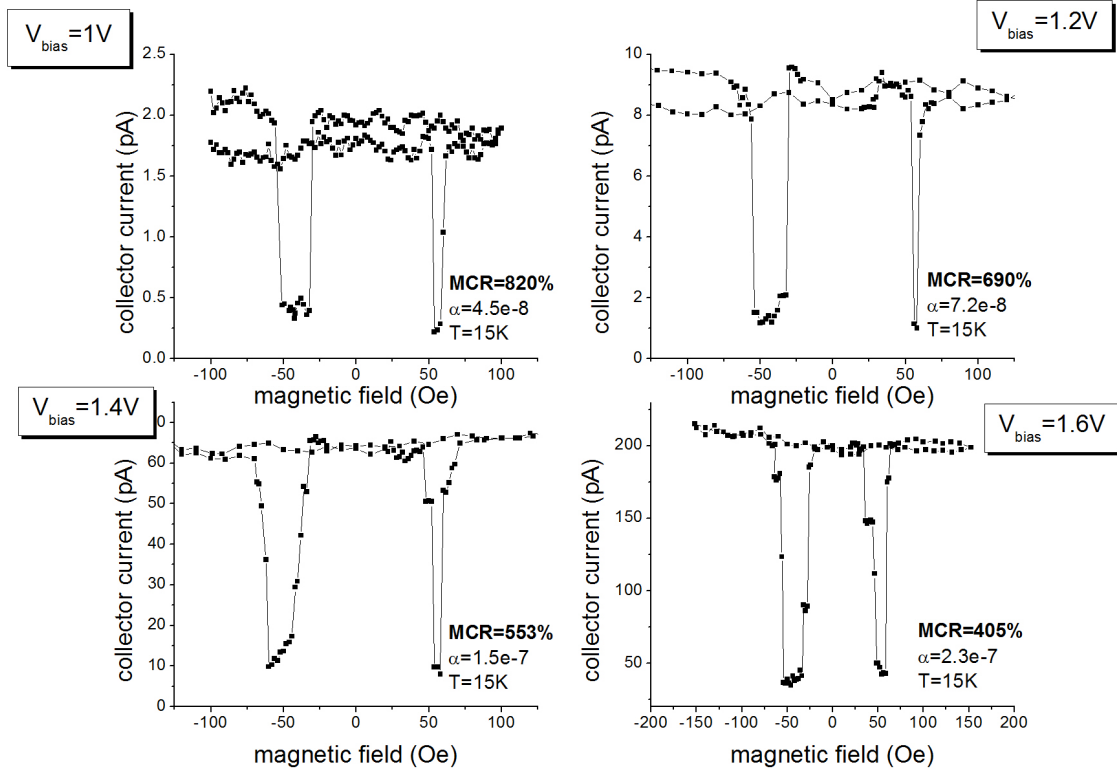 V_bias=1V
V_bias=1.2V
2.5
2.0
1.5
1.0
0.5
0.0
collector current (pA)
-100
-50
0
50
100
magnetic field (Oe)
MCR=820%
α=4.5e-8
T=15K
10
8
6
4
2
0
collector current (pA)
-100
-50
0
50
100
magnetic field (Oe)
MCR=690%
α=7.2e-8
T=15K
V_bias=1.4V
V_bias=1.6V
60
50
40
30
20
10
0
collector current (pA)
-100
-50
0
50
100
magnetic field (Oe)
MCR=553%
α=1.5e-7
T=15K
200
150
100
50
collector current (pA)
-200
-150
-100
-50
0
50
100
150
200
magnetic field (Oe)
MCR=405%
α=2.3e-7
T=15K